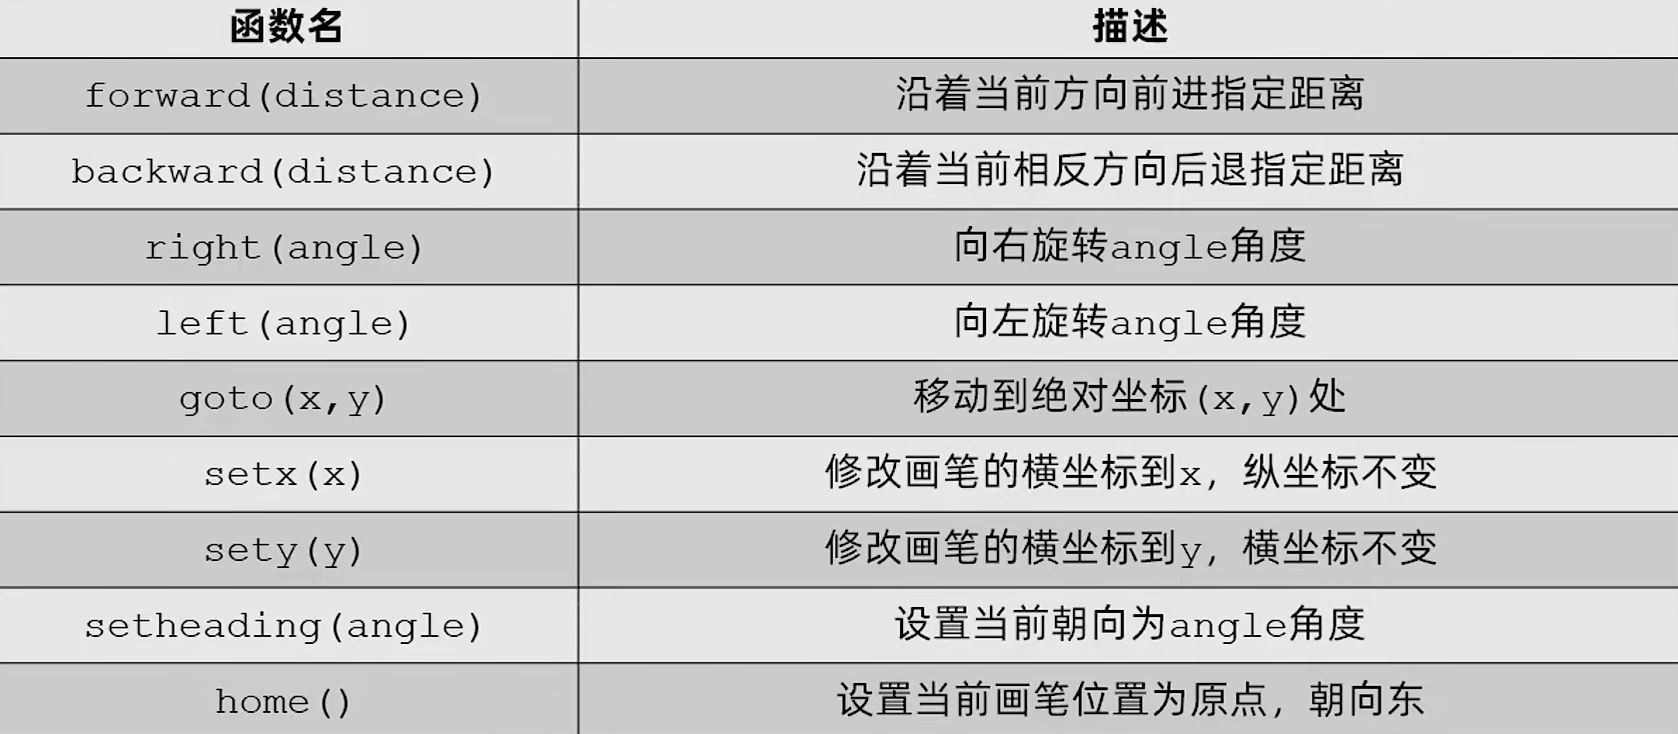 函数名 描述
forward(distance) 沿着当前方向前进指定距离
backward(distance) 沿着当前相反方向后退指定距离
right(angle) 向右旋转angle角度
left(angle) 向左旋转angle角度
goto(x,y) 移动到绝对坐标(x,y)处
setx(x) 修改画笔的横坐标到x，纵坐标不变
sety(y) 修改画笔的横坐标到y，横坐标不变
setheading(angle) 设置当前朝向为angle角度
home() 设置当前画笔位置为原点，朝向东